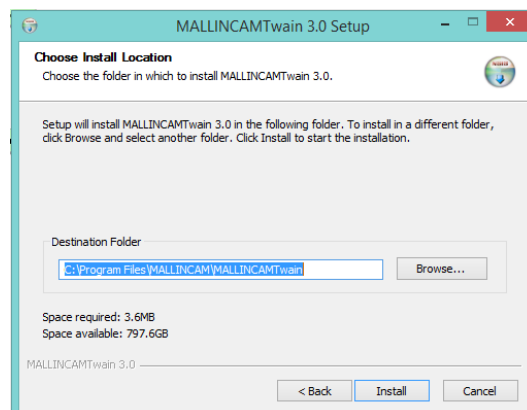 MALLINCAMTwain 3.0 Setup
Choose Install Location
Choose the folder in which to install MALLINCAMTwain 3.0.
Setup will install MALLINCAMTwain 3.0 in the following folder. To install in a different folder,
click Browse and select another folder. Click Install to start the installation.
Destination Folder
C:\Program Files\MALLINCAM\MALLINCAMTwain
Browse...
Space required: 3.6MB
Space available: 797.6GB
MALLINCAMTwain 3.0
< Back Install Cancel